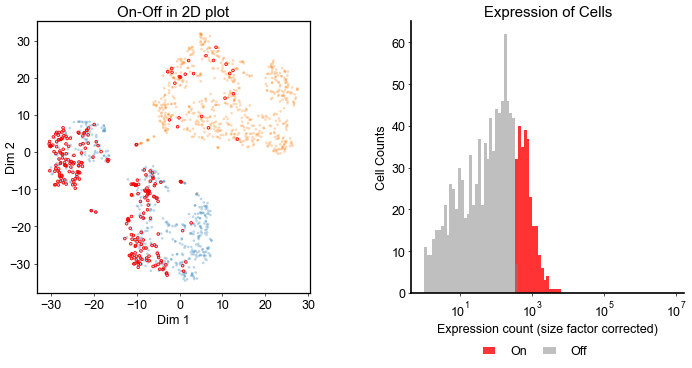 On-Off in 2D plot
30
20
10
0
−10
−20
−30
Dim 2
−30 −20 −10 0 10 20 30
Dim 1
Expression of Cells
60
50
40
30
20
10
0
Cell Counts
10^1 10^3 10^5 10^7
Expression count (size factor corrected)
On Off